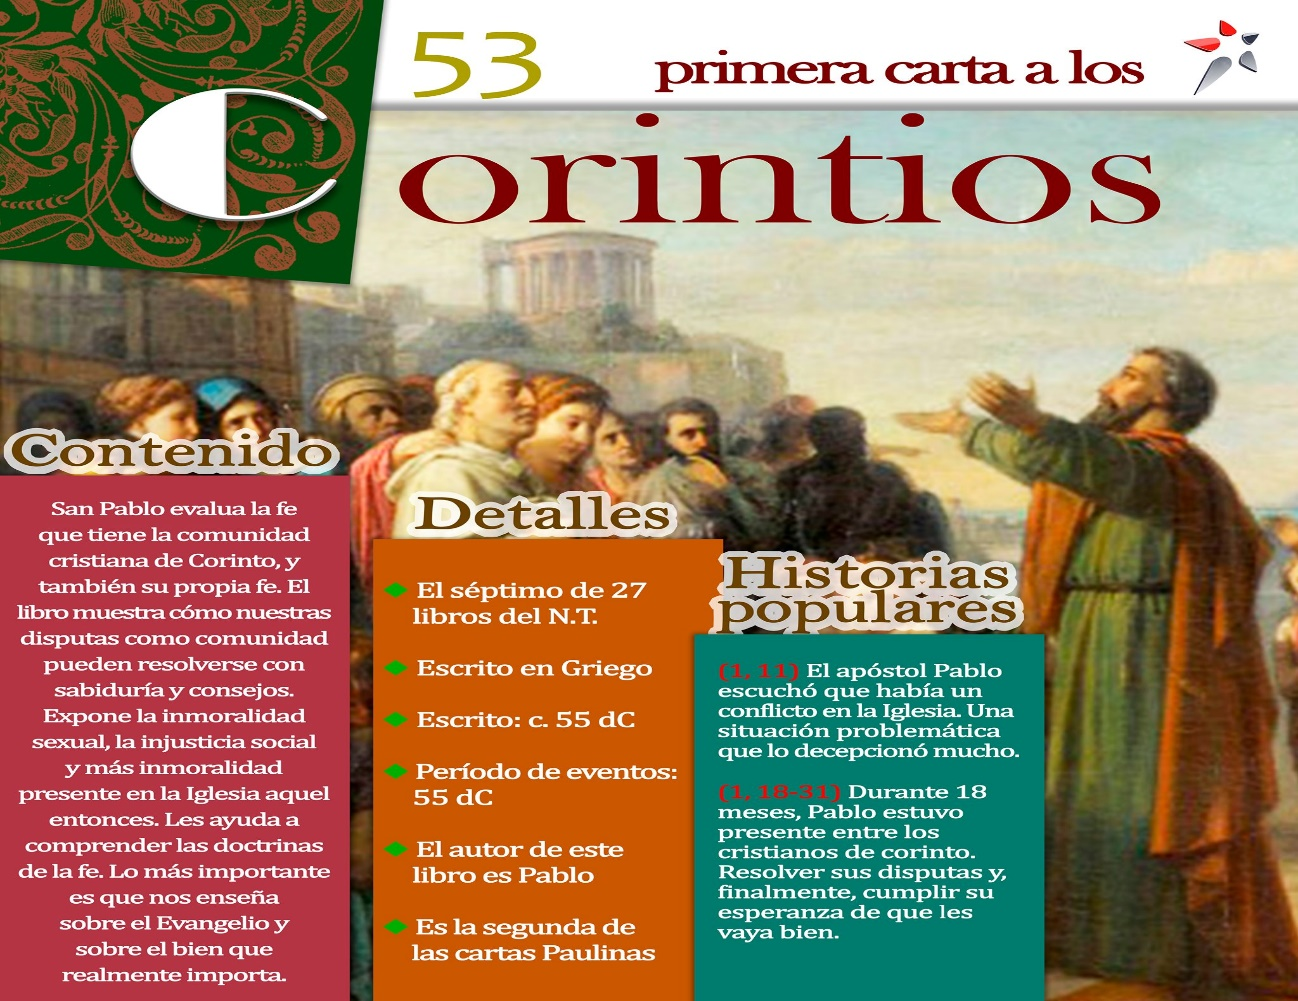 53
primera carta a los
Corintios
Contenido
San Pablo evalua la fe
que tiene la comunidad
cristiana de Corinto, y
también su propia fe. El
libro muestra cómo nuestras
disputas como comunidad
pueden resolverse con
sabiduría y consejos.
Expone la inmoralidad
sexual, la injusticia social
y más inmoralidad
presente en la Iglesia aquel
entonces. Les ayuda a
comprender las doctrinas
de la fe. Lo más importante
es que nos enseña
sobre el Evangelio y
sobre el bien que
realmente importa.
Detalles
El séptimo de 27
libros del N.T.
Escrito en Griego
Escrito: c. 55 dC
Período de eventos:
55 dC
El autor de este
libro es Pablo
Es la segunda de
las cartas Paulinas
Historias
populares
(1, 11) El apóstol Pablo
escuchó que había un
conflicto en la Iglesia. Una
situación problemática
que lo decepcionó mucho.
(1, 18-31) Durante 18
meses, Pablo estuvo
presente entre los
cristianos de corinto.
Resolver sus disputas y,
finalmente, cumplir su
esperanza de que les
vaya bien.